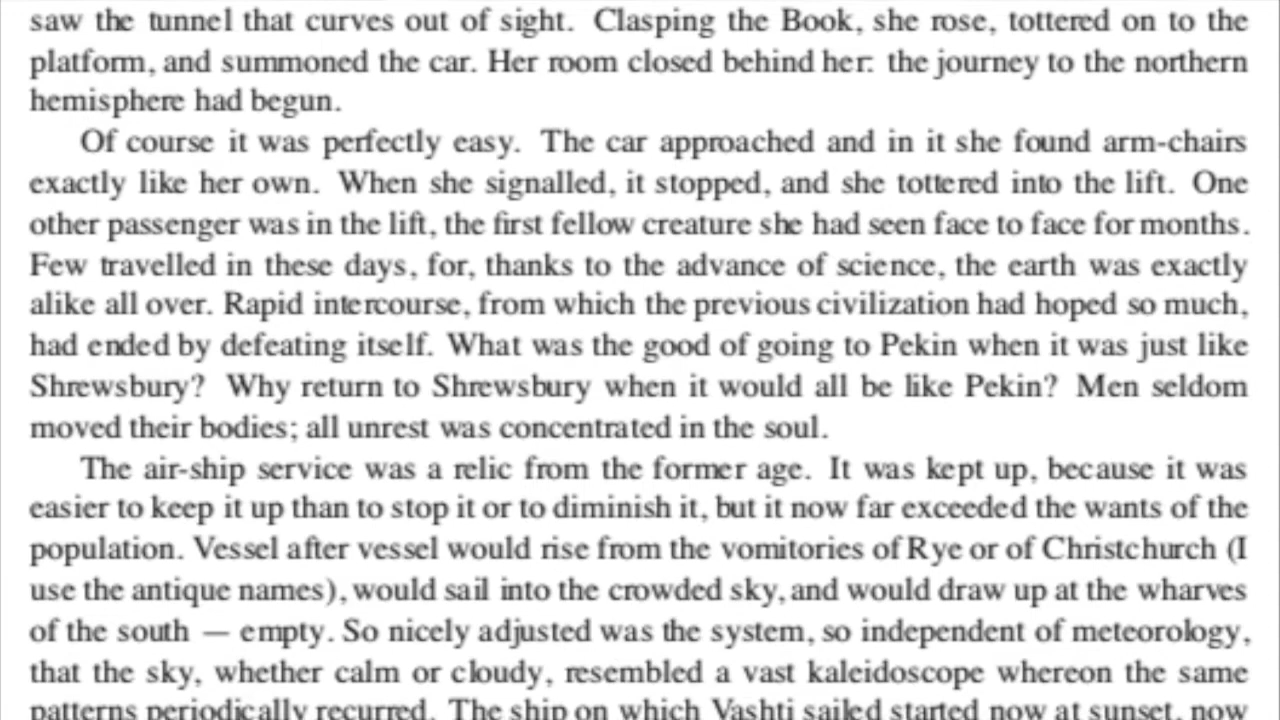 saw the tunnel that curves out of sight. Clasping the Book, she rose, tottered on to the
platform, and summoned the car. Her room closed behind her: the journey to the northern
hemisphere had begun.
Of course it was perfectly easy. The car approached and in it she found arm-chairs
exactly like her own. When she signalled, it stopped, and she tottered into the lift. One
other passenger was in the lift, the first fellow creature she had seen face to face for months.
Few travelled in these days, for, thanks to the advance of science, the earth was exactly
alike all over. Rapid intercourse, from which the previous civilization had hoped so much,
had ended by defeating itself. What was the good of going to Pekin when it was just like
Shrewsbury? Why return to Shrewsbury when it would all be like Pekin? Men seldom
moved their bodies; all unrest was concentrated in the soul.
The air-ship service was a relic from the former age. It was kept up, because it was
easier to keep it up than to stop it or to diminish it, but it now far exceeded the wants of the
population. Vessel after vessel would rise from the vomitories of Rye or of Christchurch (I
use the antique names), would sail into the crowded sky, and would draw up at the wharves
of the south — empty. So nicely adjusted was the system, so independent of meteorology,
that the sky, whether calm or cloudy, resembled a vast kaleidoscope whereon the same
patterns periodically recurred. The ship on which Vashti sailed started now at sunset, now